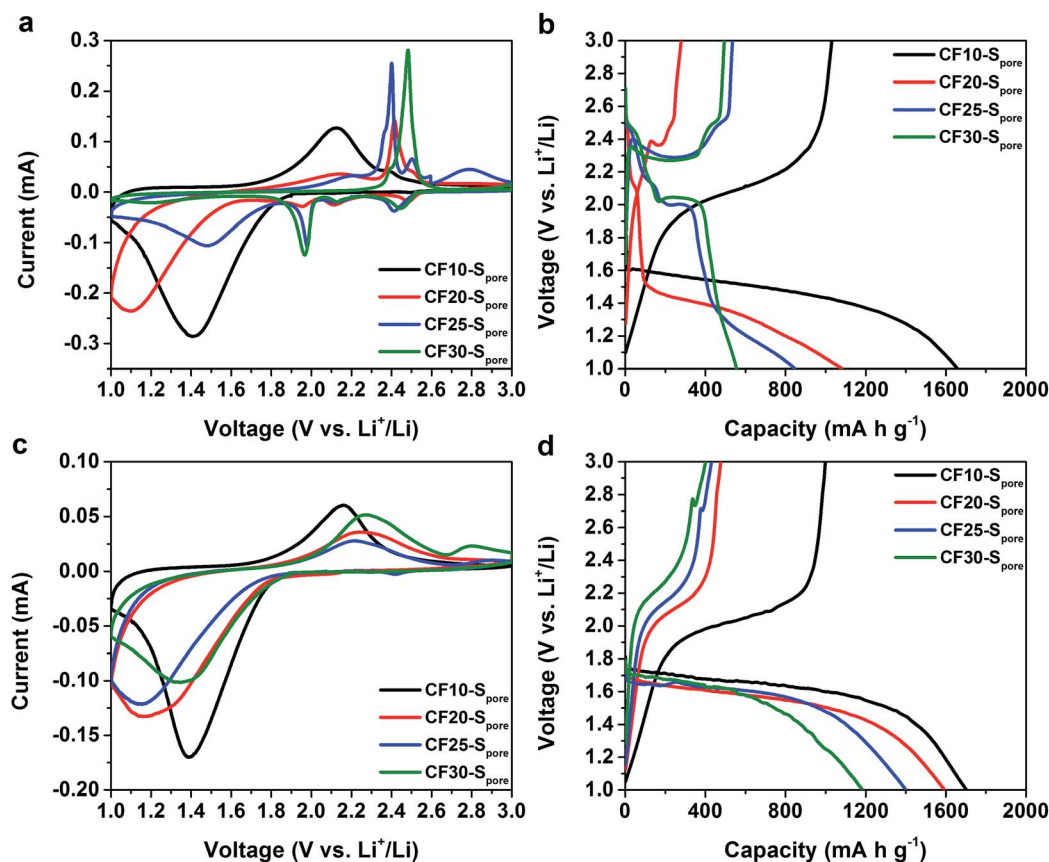 a
0.3
0.2
0.1
0.0
-0.1
-0.2
-0.3
Current (mA)
CF10-Spore
CF20-Spore
CF25-Spore
CF30-Spore
1.0 1.2 1.4 1.6 1.8 2.0 2.2 2.4 2.6 2.8 3.0
Voltage (V vs. Li⁺/Li)
b
3.0
2.8
2.6
2.4
2.2
2.0
1.8
1.6
1.4
1.2
1.0
Voltage (V vs. Li⁺/Li)
CF10-Spore
CF20-Spore
CF25-Spore
CF30-Spore
0 400 800 1200 1600 2000
Capacity (mA h g⁻¹)
c
0.10
0.05
0.00
-0.05
-0.10
-0.15
-0.20
Current (mA)
CF10-Spore
CF20-Spore
CF25-Spore
CF30-Spore
1.0 1.2 1.4 1.6 1.8 2.0 2.2 2.4 2.6 2.8 3.0
Voltage (V vs. Li⁺/Li)
d
3.0
2.8
2.6
2.4
2.2
2.0
1.8
1.6
1.4
1.2
1.0
Voltage (V vs. Li⁺/Li)
CF10-Spore
CF20-Spore
CF25-Spore
CF30-Spore
0 400 800 1200 1600 2000
Capacity (mA h g⁻¹)